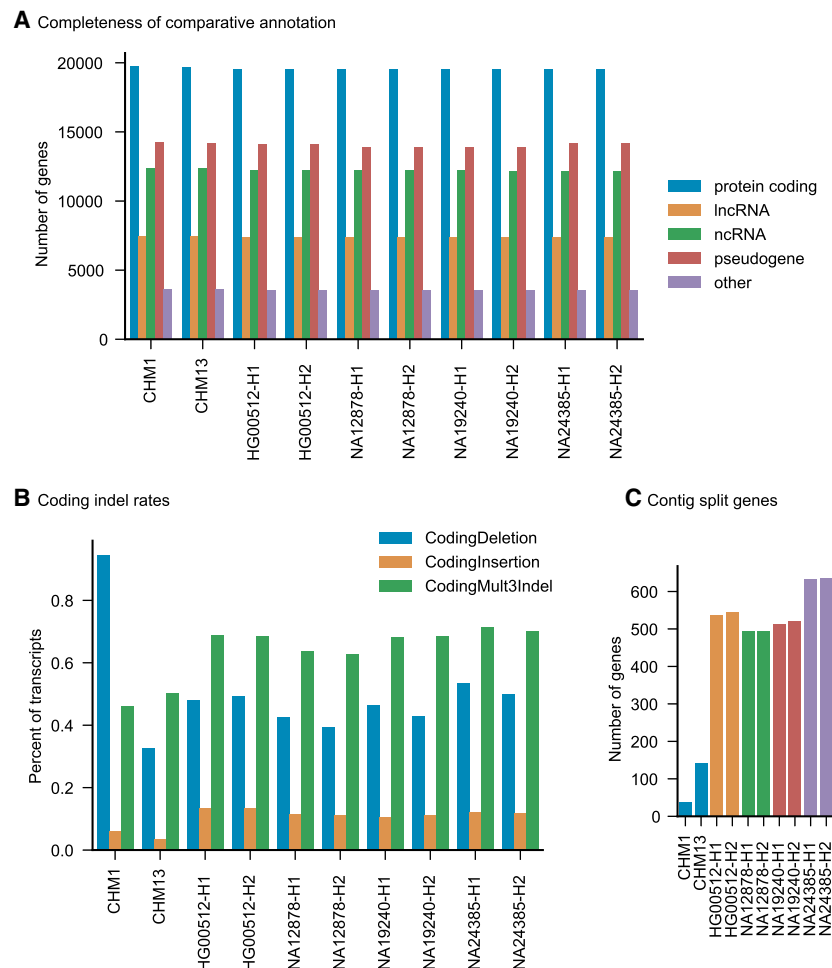 A Completeness of comparative annotation
20000
15000
10000
5000
0
Number of genes
CHM1
CHM13
HG00512-H1
HG00512-H2
NA12878-H1
NA12878-H2
NA19240-H1
NA19240-H2
NA24385-H1
NA24385-H2
protein coding
lncRNA
ncRNA
pseudogene
other
B Coding indel rates
CodingDeletion
CodingInsertion
CodingMult3Indel
0.8
0.6
0.4
0.2
0.0
Percent of transcripts
CHM1
CHM13
HG00512-H1
HG00512-H2
NA12878-H1
NA12878-H2
NA19240-H1
NA19240-H2
NA24385-H1
NA24385-H2
C Contig split genes
600
500
400
300
200
100
0
Number of genes
CHM1
CHM13
HG00512-H1
HG00512-H2
NA12878-H1
NA12878-H2
NA19240-H1
NA19240-H2
NA24385-H1
NA24385-H2